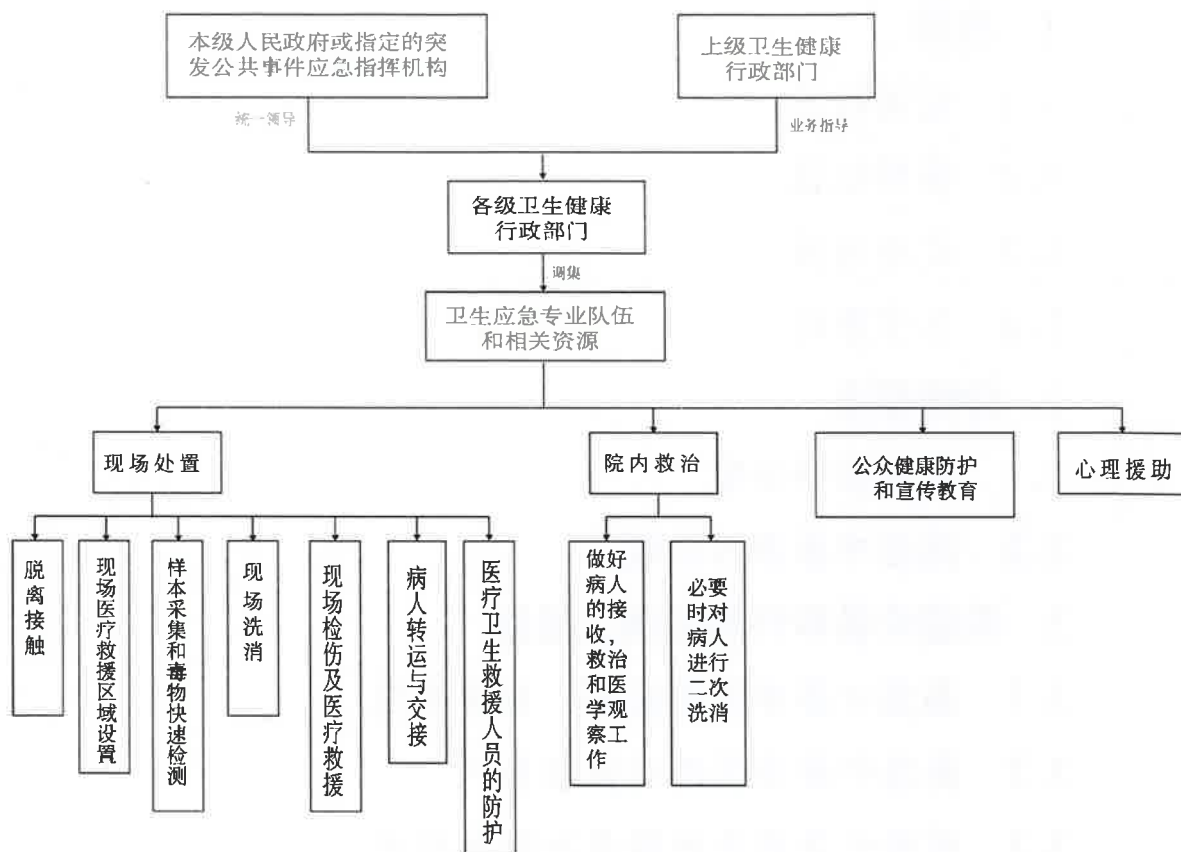 本级人民政府或指定的突
发公共事件应急指挥机构
上级卫生健康
行政部门
统一领导
业务指导
各级卫生健康
行政部门
调集
卫生应急专业队伍
和相关资源
现场处置
院内救治
公众健康防护
和宣传教育
心理援助
脱离接触
现场医疗救援区域设置
样本采集和毒物快速检测
现场洗消
现场检伤及医疗救援
病人转运与交接
医疗卫生救援人员的防护
做好
病人
的接
收，
救治
和医
学观
察工
作
必要
时对
病人
进行
二次
洗消